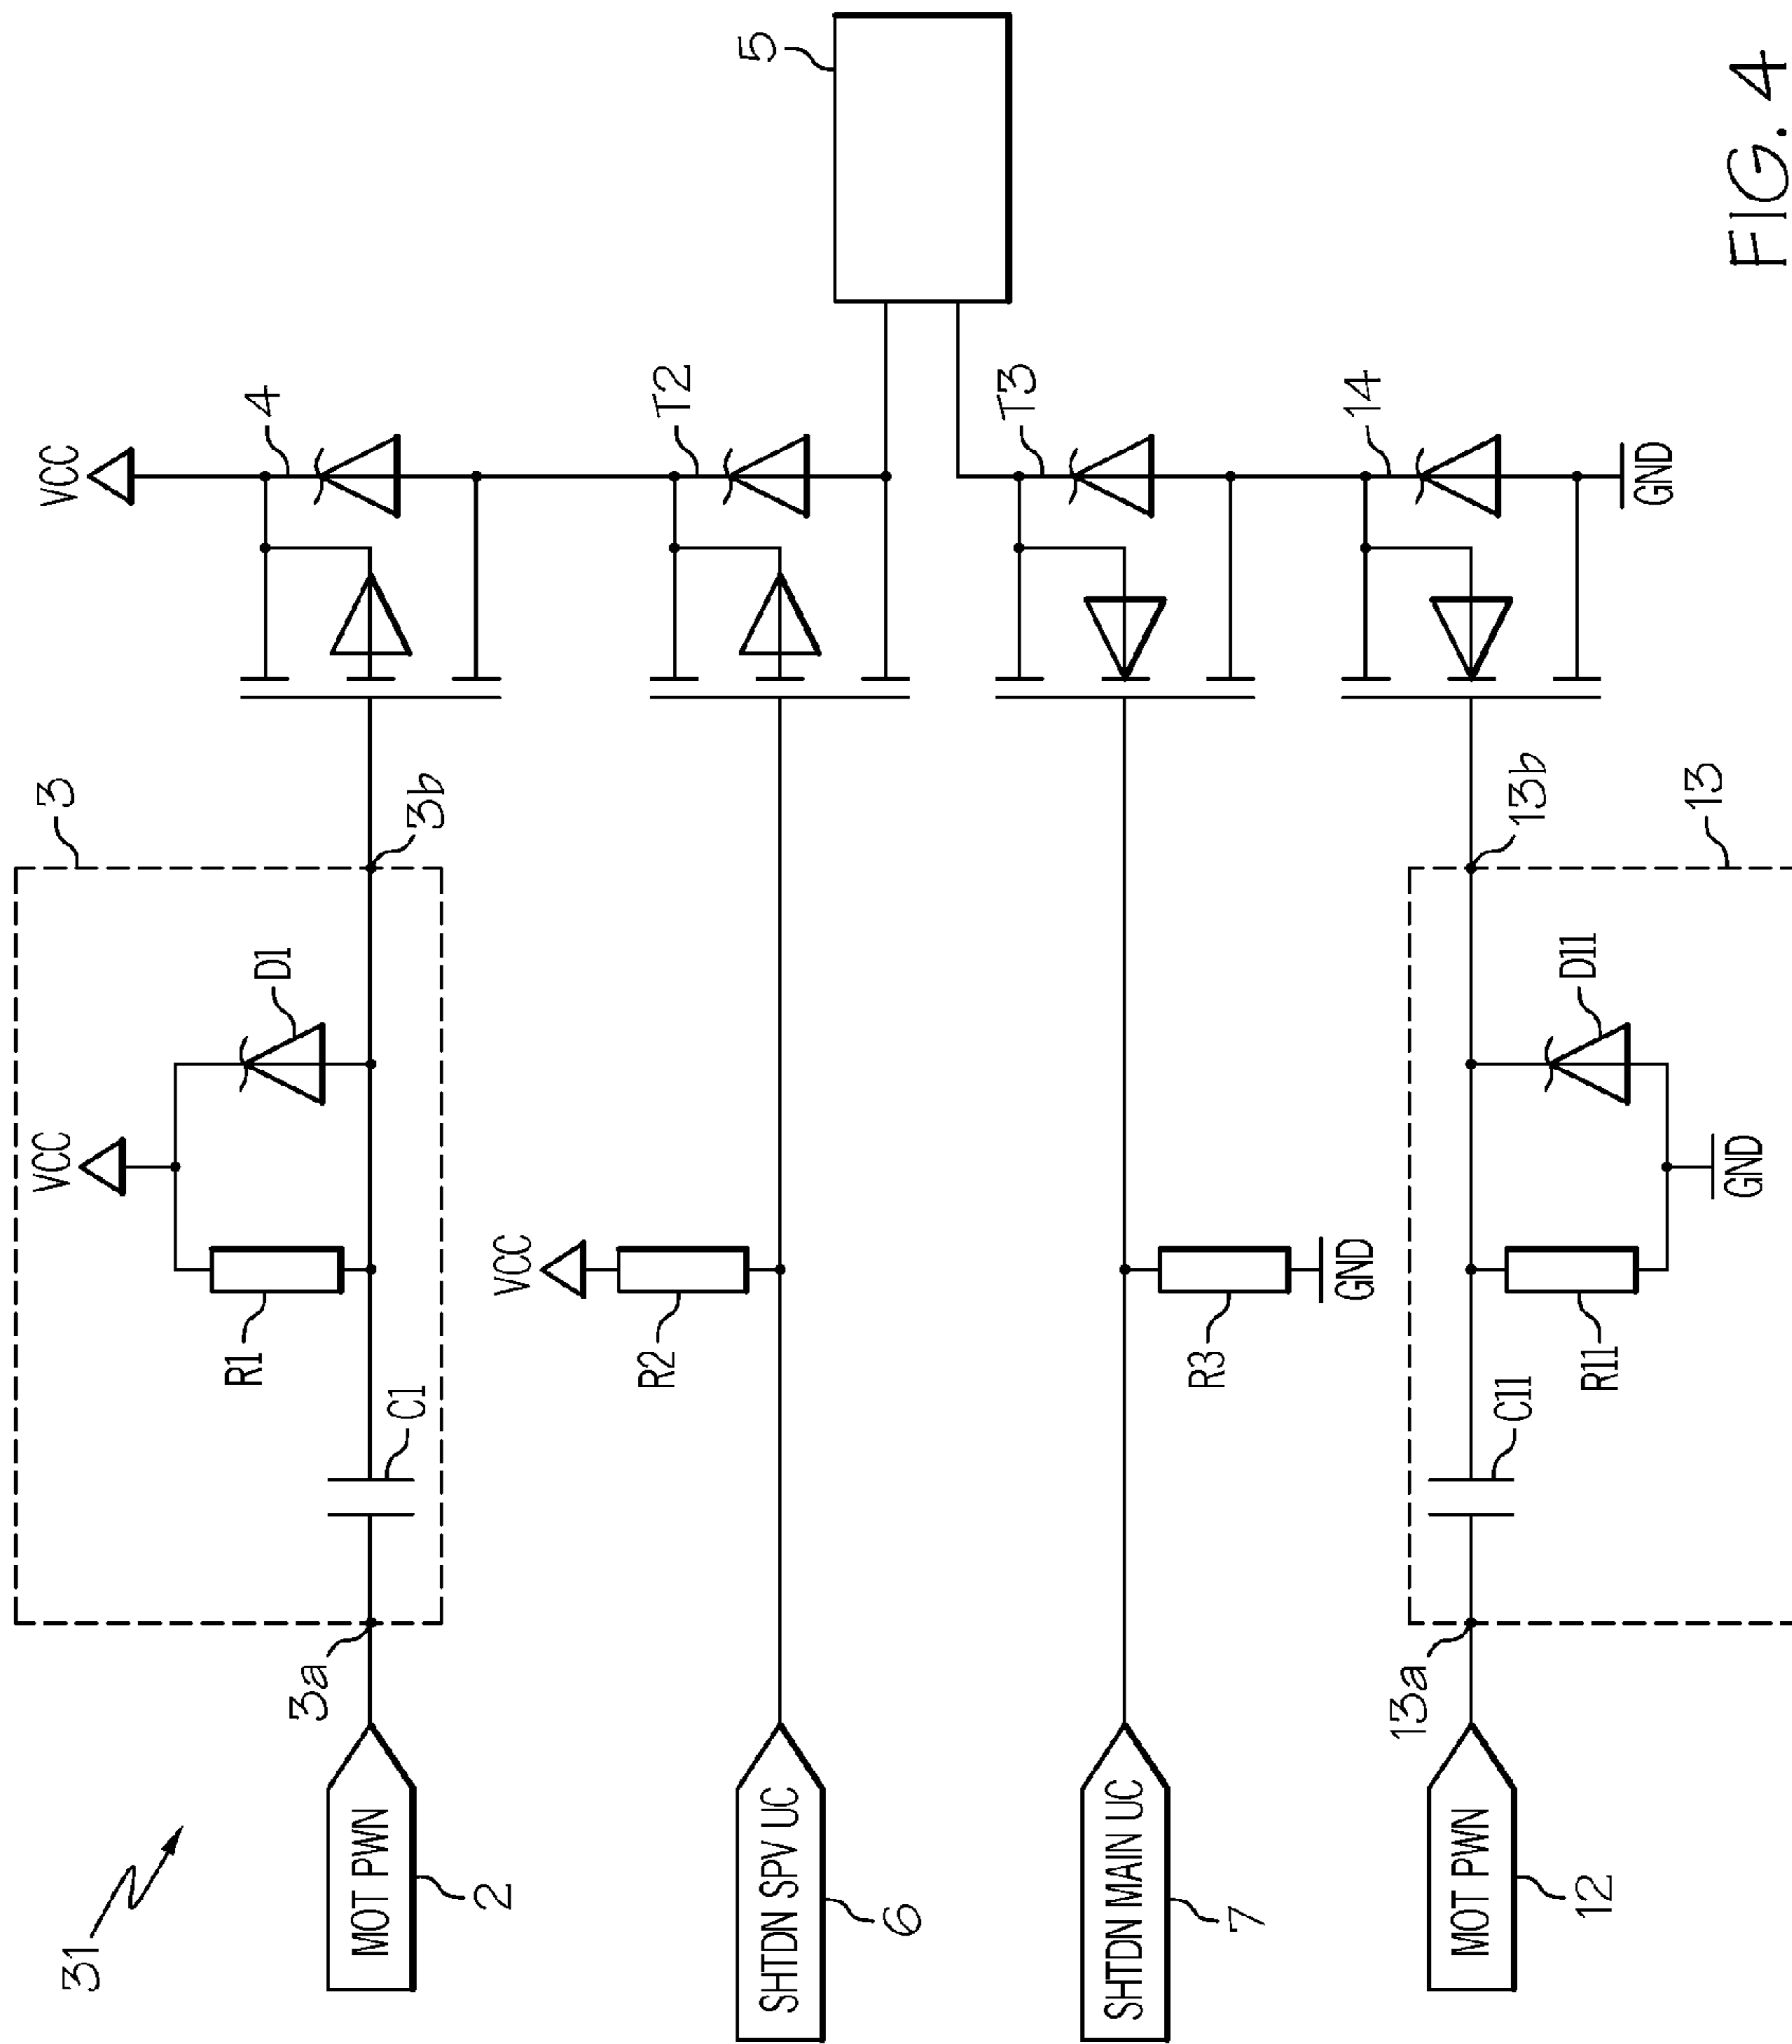 31
VCC
3
4
VCC
D1
R1
C1
3a
3b
MOT PWN
2
VCC
R2
T2
SHTDN SPV UC
6
5
SHTDN MAIN UC
7
R3
GND
T3
13a
13b
14
MOT PWN
12
C11
R11
D11
GND
13
GND
FIG. 4